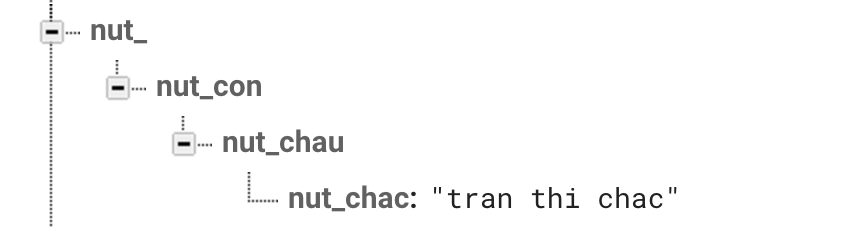 nut_
nut_con
nut_chau
nut_chac: "tran thi chac"